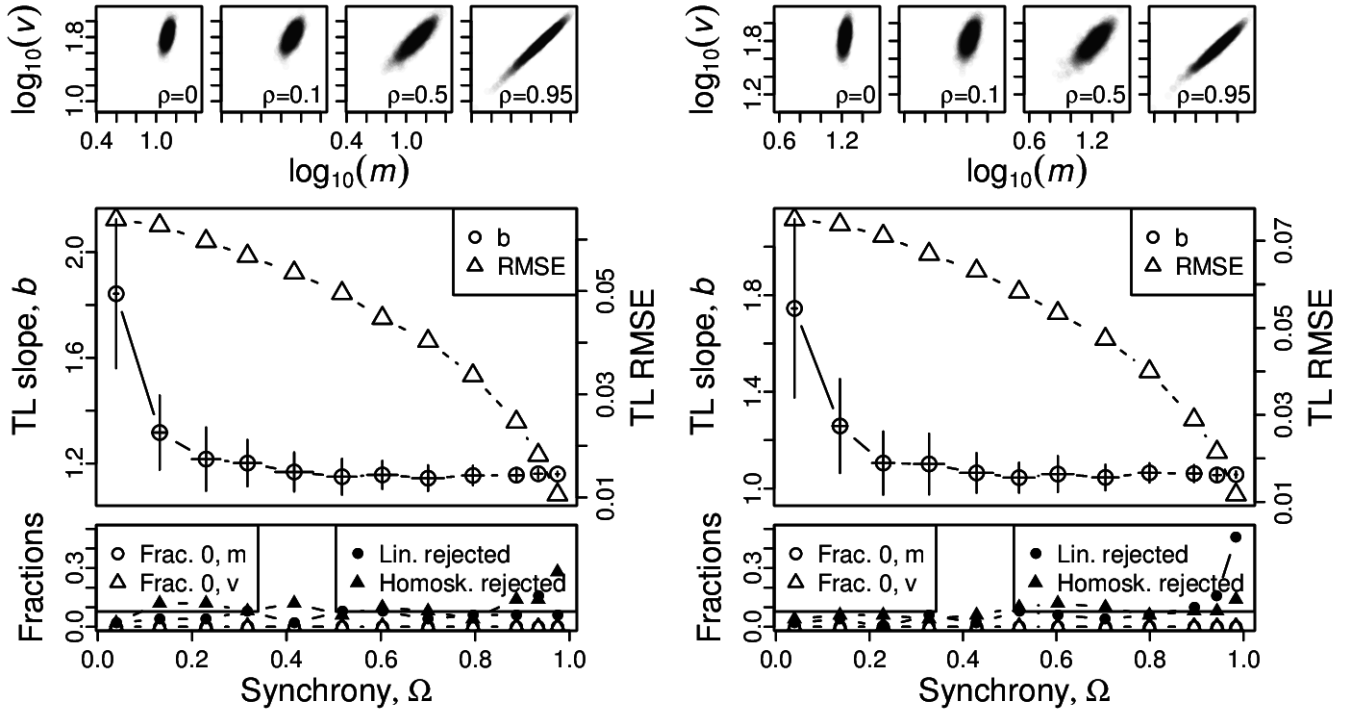 log10(v)
1.0 1.4 1.8
ρ=0 ρ=0.1 ρ=0.5 ρ=0.95
0.4 1.0 0.4 1.0
log10(m)
TL slope, b
1.2 1.6 2.0
b
RMSE
TL RMSE
0.01 0.03 0.05
Fractions
0.0 0.3
Frac. 0, m
Frac. 0, v
Lin. rejected
Homosk. rejected
0.0 0.2 0.4 0.6 0.8 1.0
Synchrony, Ω
log10(v)
1.2 1.8
ρ=0 ρ=0.1 ρ=0.5 ρ=0.95
0.6 1.2 0.6 1.2
log10(m)
TL slope, b
1.0 1.4 1.8
b
RMSE
TL RMSE
0.01 0.03 0.05 0.07
Fractions
0.0 0.3
Frac. 0, m
Frac. 0, v
Lin. rejected
Homosk. rejected
0.0 0.2 0.4 0.6 0.8 1.0
Synchrony, Ω